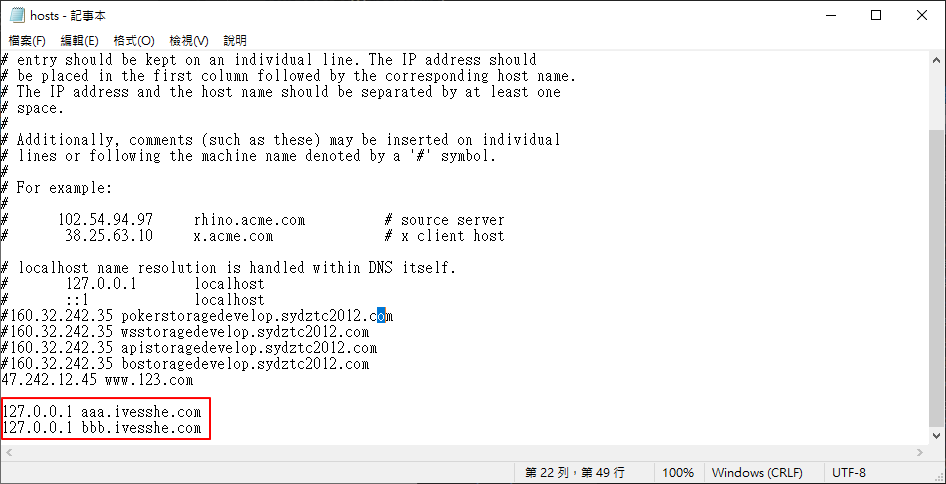 hosts - 記事本
檔案(F) 編輯(E) 格式(O) 檢視(V) 說明
# entry should be kept on an individual line. The IP address should
# be placed in the first column followed by the corresponding host name.
# The IP address and the host name should be separated by at least one
# space.
#
# Additionally, comments (such as these) may be inserted on individual
# lines or following the machine name denoted by a '#' symbol.
#
# For example:
#
#      102.54.94.97     rhino.acme.com          # source server
#       38.25.63.10     x.acme.com              # x client host
# localhost name resolution is handled within DNS itself.
#       127.0.0.1       localhost
#       ::1             localhost
#160.32.242.35 pokerstoragedevelop.sydztc2012.com
#160.32.242.35 wsstoragedevelop.sydztc2012.com
#160.32.242.35 apistoragedevelop.sydztc2012.com
#160.32.242.35 bostoragedevelop.sydztc2012.com
47.242.12.45 www.123.com
127.0.0.1 aaa.ivesshe.com
127.0.0.1 bbb.ivesshe.com
第 22 列，第 49 行 100% Windows (CRLF) UTF-8